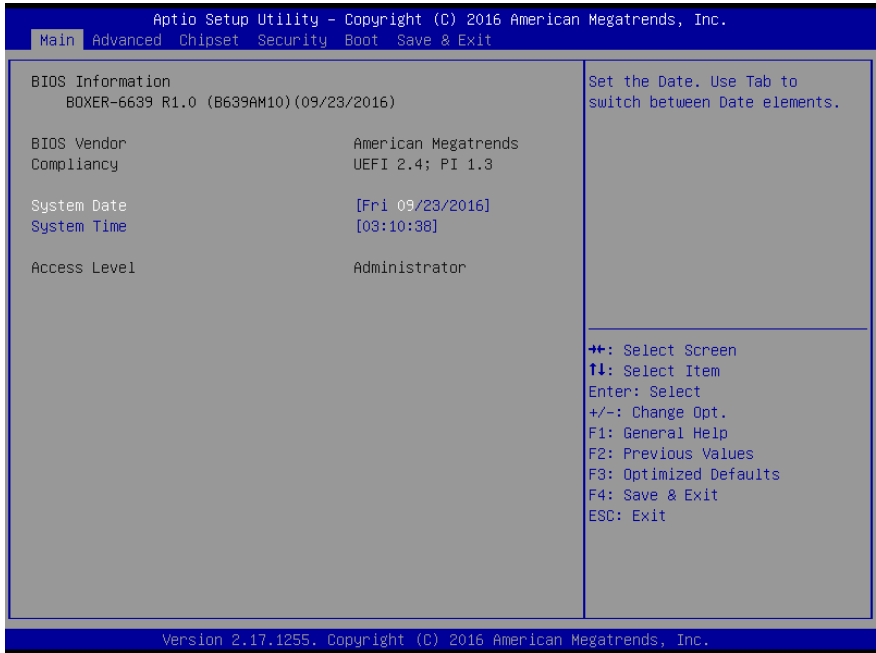 Aptio Setup Utility – Copyright (C) 2016 American Megatrends, Inc.
Main Advanced Chipset Security Boot Save & Exit
BIOS Information
BOXER-6639 R1.0 (B639AM10)(09/23/2016)
BIOS Vendor American Megatrends
Compliancy UEFI 2.4; PI 1.3
System Date [Fri 09/23/2016]
System Time [03:10:38]
Access Level Administrator
Set the Date. Use Tab to
switch between Date elements.
→←: Select Screen
↑↓: Select Item
Enter: Select
+/-: Change Opt.
F1: General Help
F2: Previous Values
F3: Optimized Defaults
F4: Save & Exit
ESC: Exit
Version 2.17.1255. Copyright (C) 2016 American Megatrends, Inc.